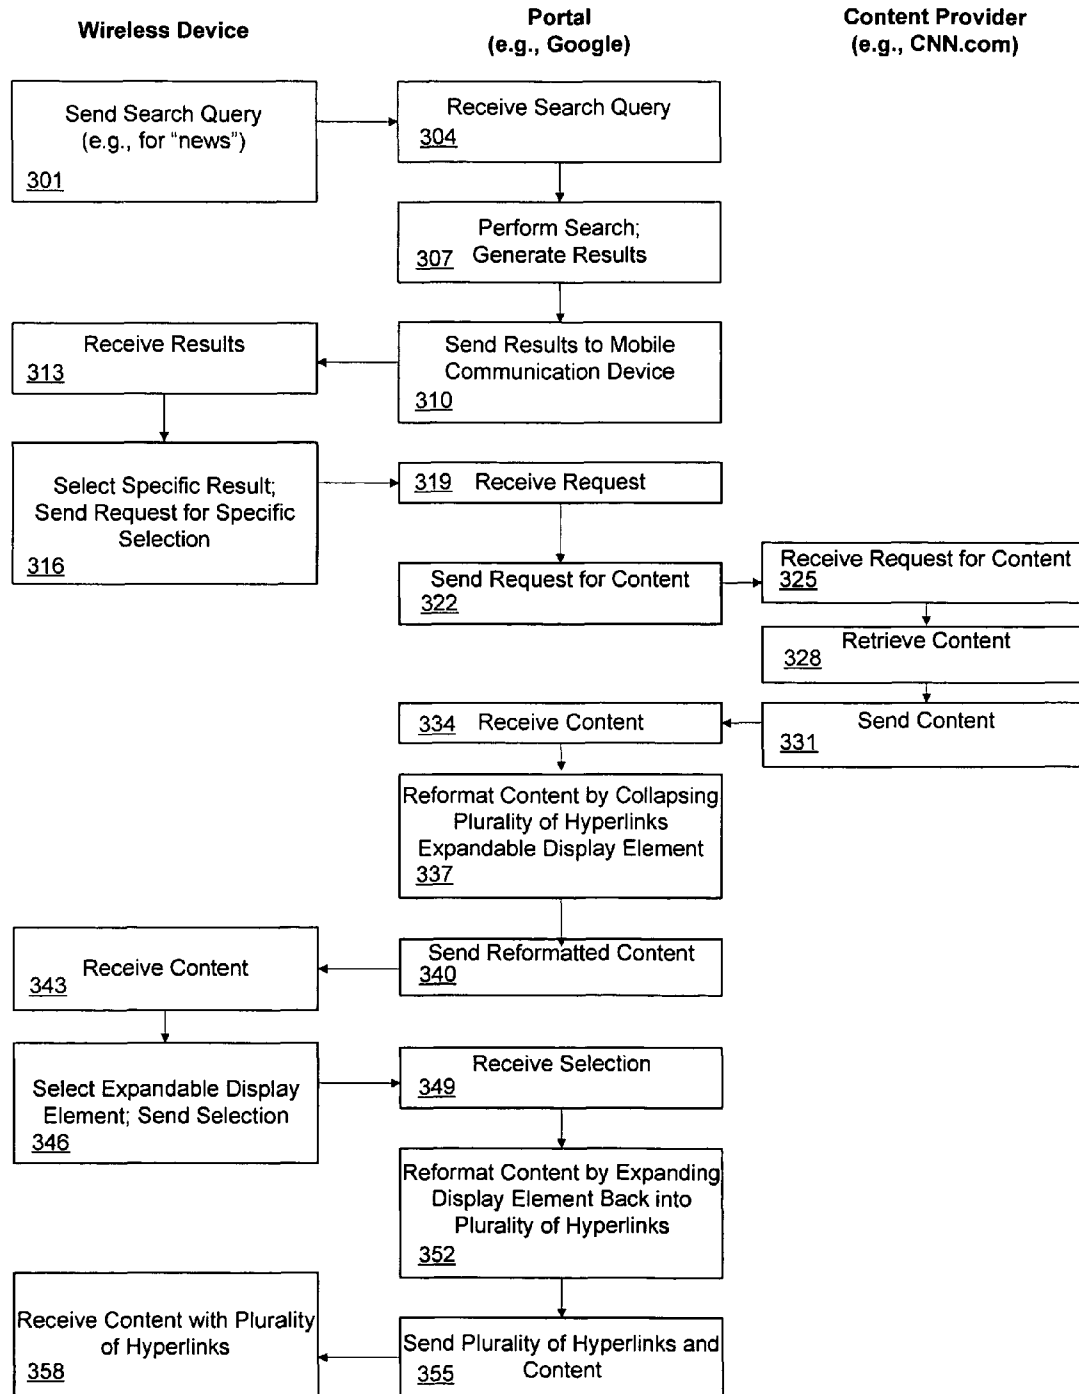 Wireless Device
Portal
(e.g., Google)
Content Provider
(e.g., CNN.com)
Send Search Query
(e.g., for “news”)
301
Receive Search Query
304
Perform Search;
Generate Results
307
Send Results to Mobile
Communication Device
310
Receive Results
313
Select Specific Result;
Send Request for Specific
Selection
316
319 Receive Request
Send Request for Content
322
Receive Request for Content
325
Retrieve Content
328
Send Content
331
334 Receive Content
Reformat Content by Collapsing
Plurality of Hyperlinks
Expandable Display Element
337
Send Reformatted Content
340
Receive Content
343
Select Expandable Display
Element; Send Selection
346
Receive Selection
349
Reformat Content by Expanding
Display Element Back into
Plurality of Hyperlinks
352
Send Plurality of Hyperlinks and
Content
355
Receive Content with Plurality
of Hyperlinks
358